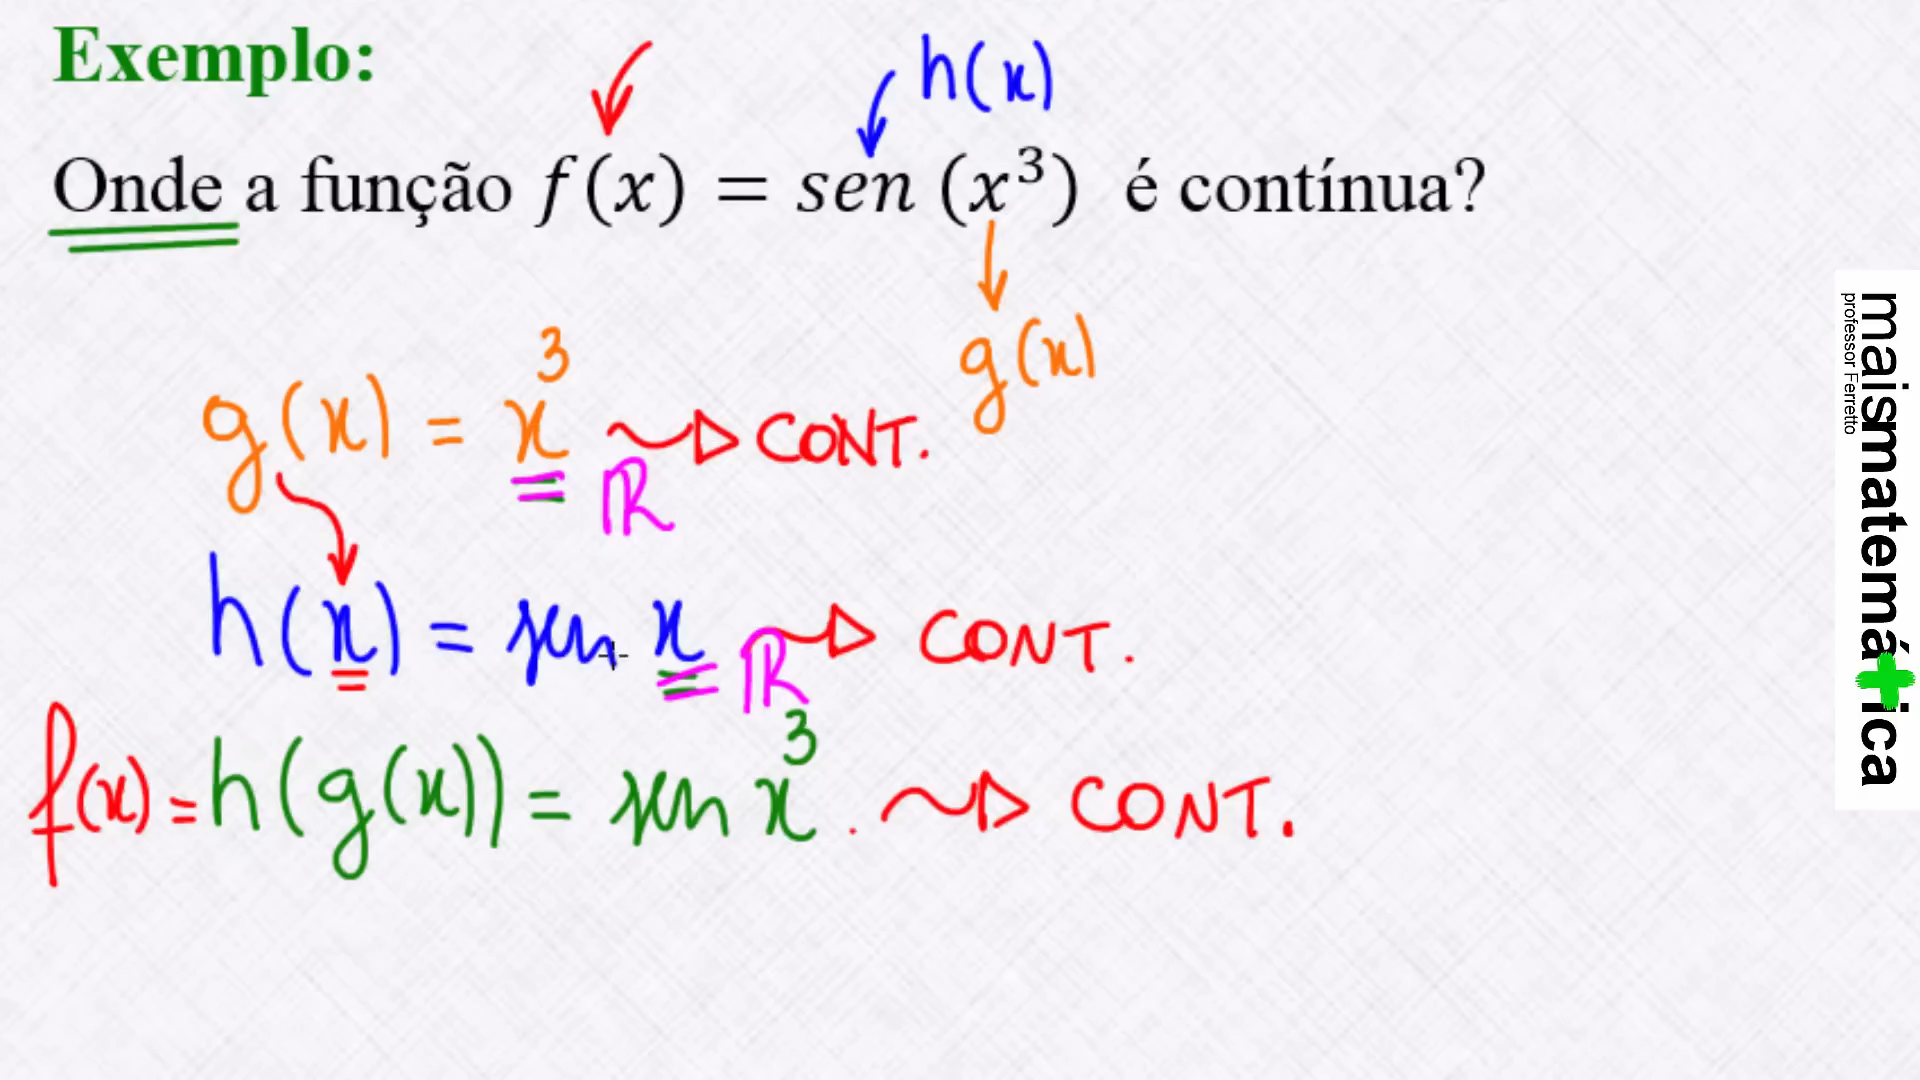 Exemplo:
h(x)
Onde a função f(x) = sen (x³) é contínua?
g(x)
g(x) = x³ CONT.
ℝ
h(x) = sen x ℝ CONT.
f(x) = h(g(x)) = sen x³. CONT.
maismatemática
professor Ferretto